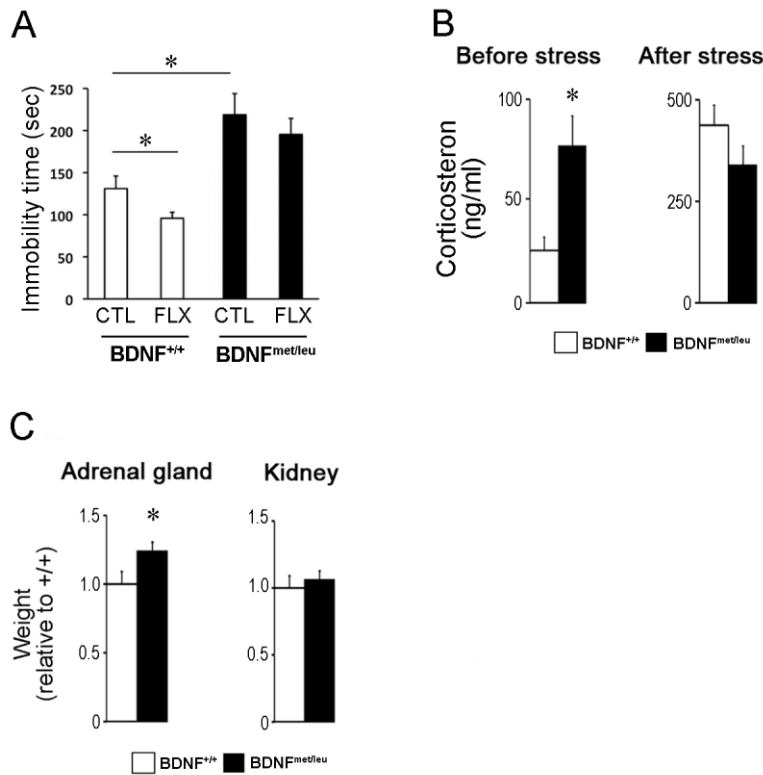 A
Immobility time (sec)
250
200
150
100
50
0
*
*
CTL FLX CTL FLX
BDNF+/+ BDNFmet/leu
B
Before stress After stress
Corticosteron
(ng/ml)
100
50
0
*
500
250
0
BDNF+/+ BDNFmet/leu
C
Adrenal gland Kidney
Weight
(relative to +/+)
1.5
1.0
0.5
0
*
1.5
1.0
0.5
0
BDNF+/+ BDNFmet/leu